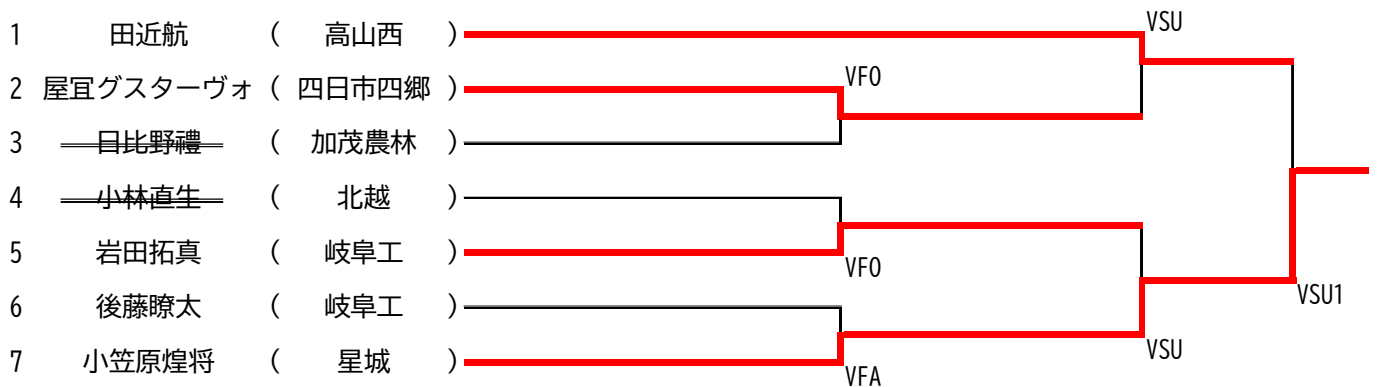 VSU
1 田近航 ( 高山西 )
VFO
2 屋冝グスターヴォ ( 四日市四郷 )
3 日比野禮 ( 加茂農林 )
4 小林直生 ( 北越 )
5 岩田拓真 ( 岐阜工 )
VFO
6 後藤瞭太 ( 岐阜工 )
VSU1
7 小笠原煌将 ( 星城 )
VSU
VFA